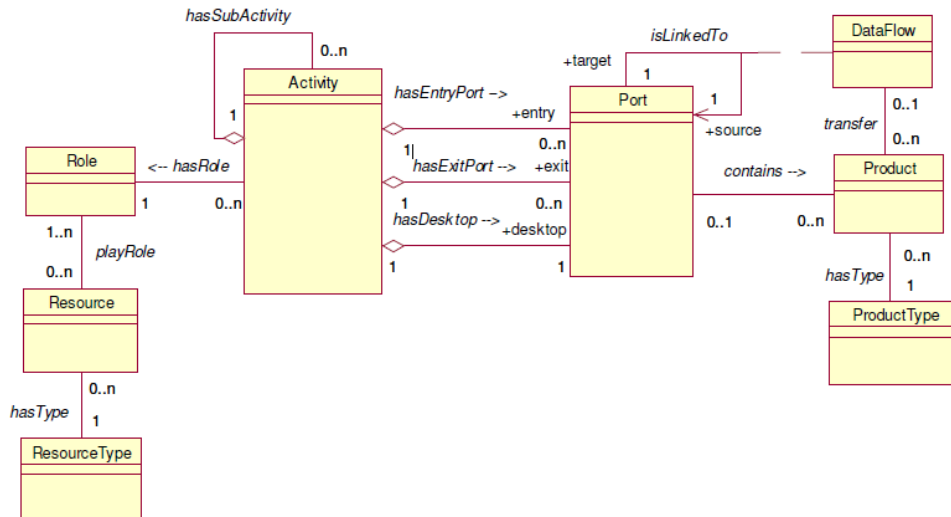 hasSubActivity
0..n
Activity
1
isLinkedTo
DataFlow
+target
1
Port
1
+source
0..1
transfer
0..n
hasEntryPort –>
+entry
1|
0..n
hasExitPort –>
+exit
1
0..n
hasDesktop –>
+desktop
1
1
Role
<-- hasRole
1
0..n
1..n
playRole
0..n
Resource
0..n
hasType
1
ResourceType
contains –>
0..1
0..n
Product
0..n
hasType
1
ProductType